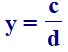 y = c/d